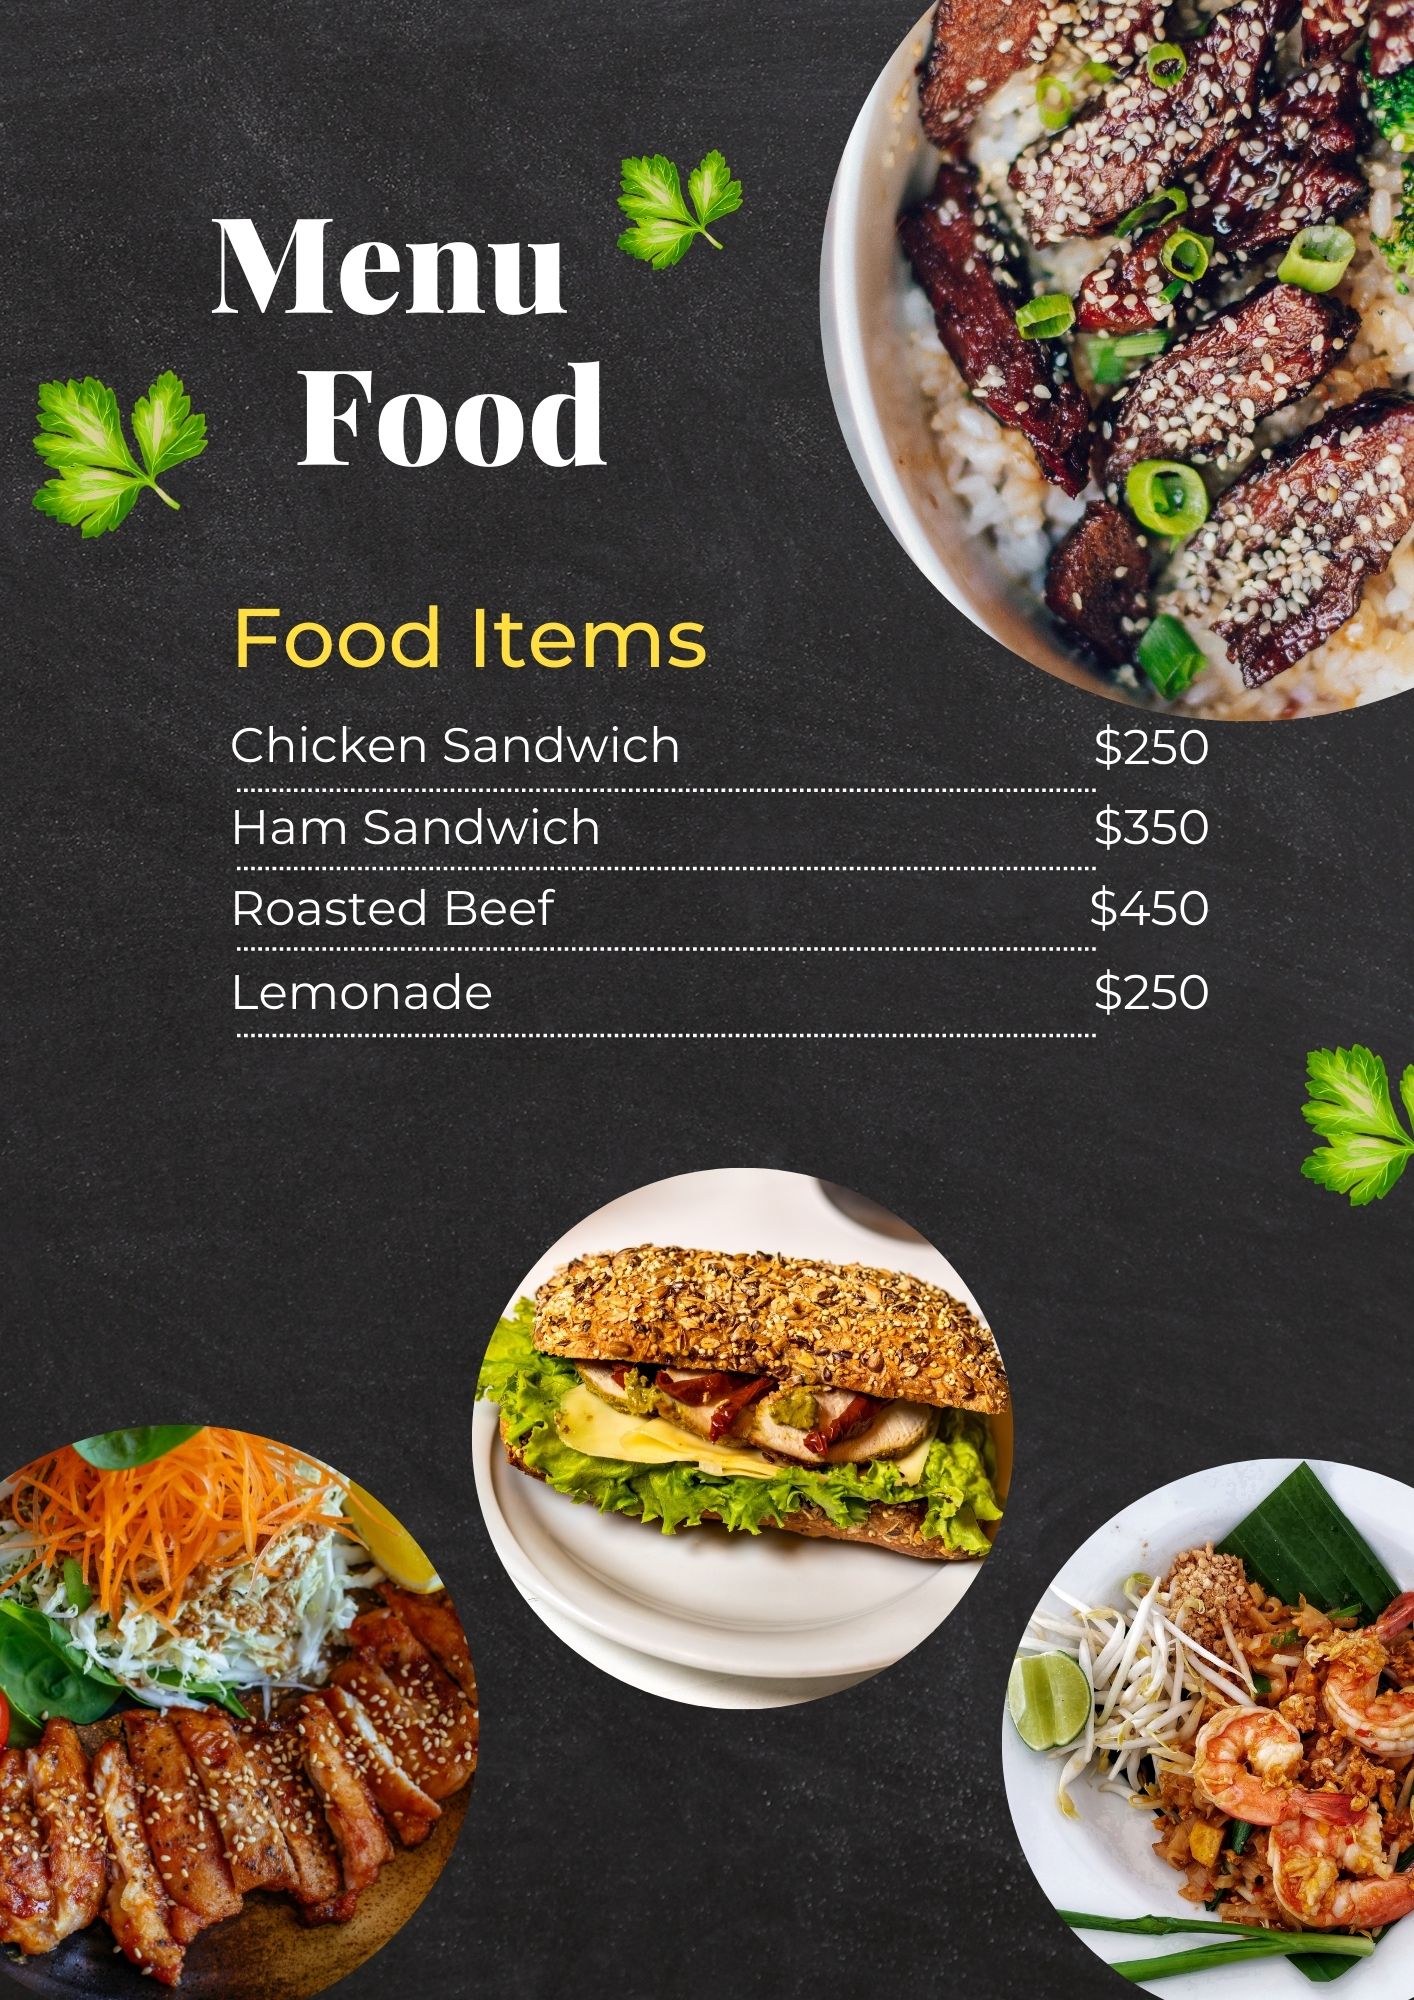 Menu
Food
Food Items
Chicken Sandwich $250
Ham Sandwich $350
Roasted Beef $450
Lemonade $250